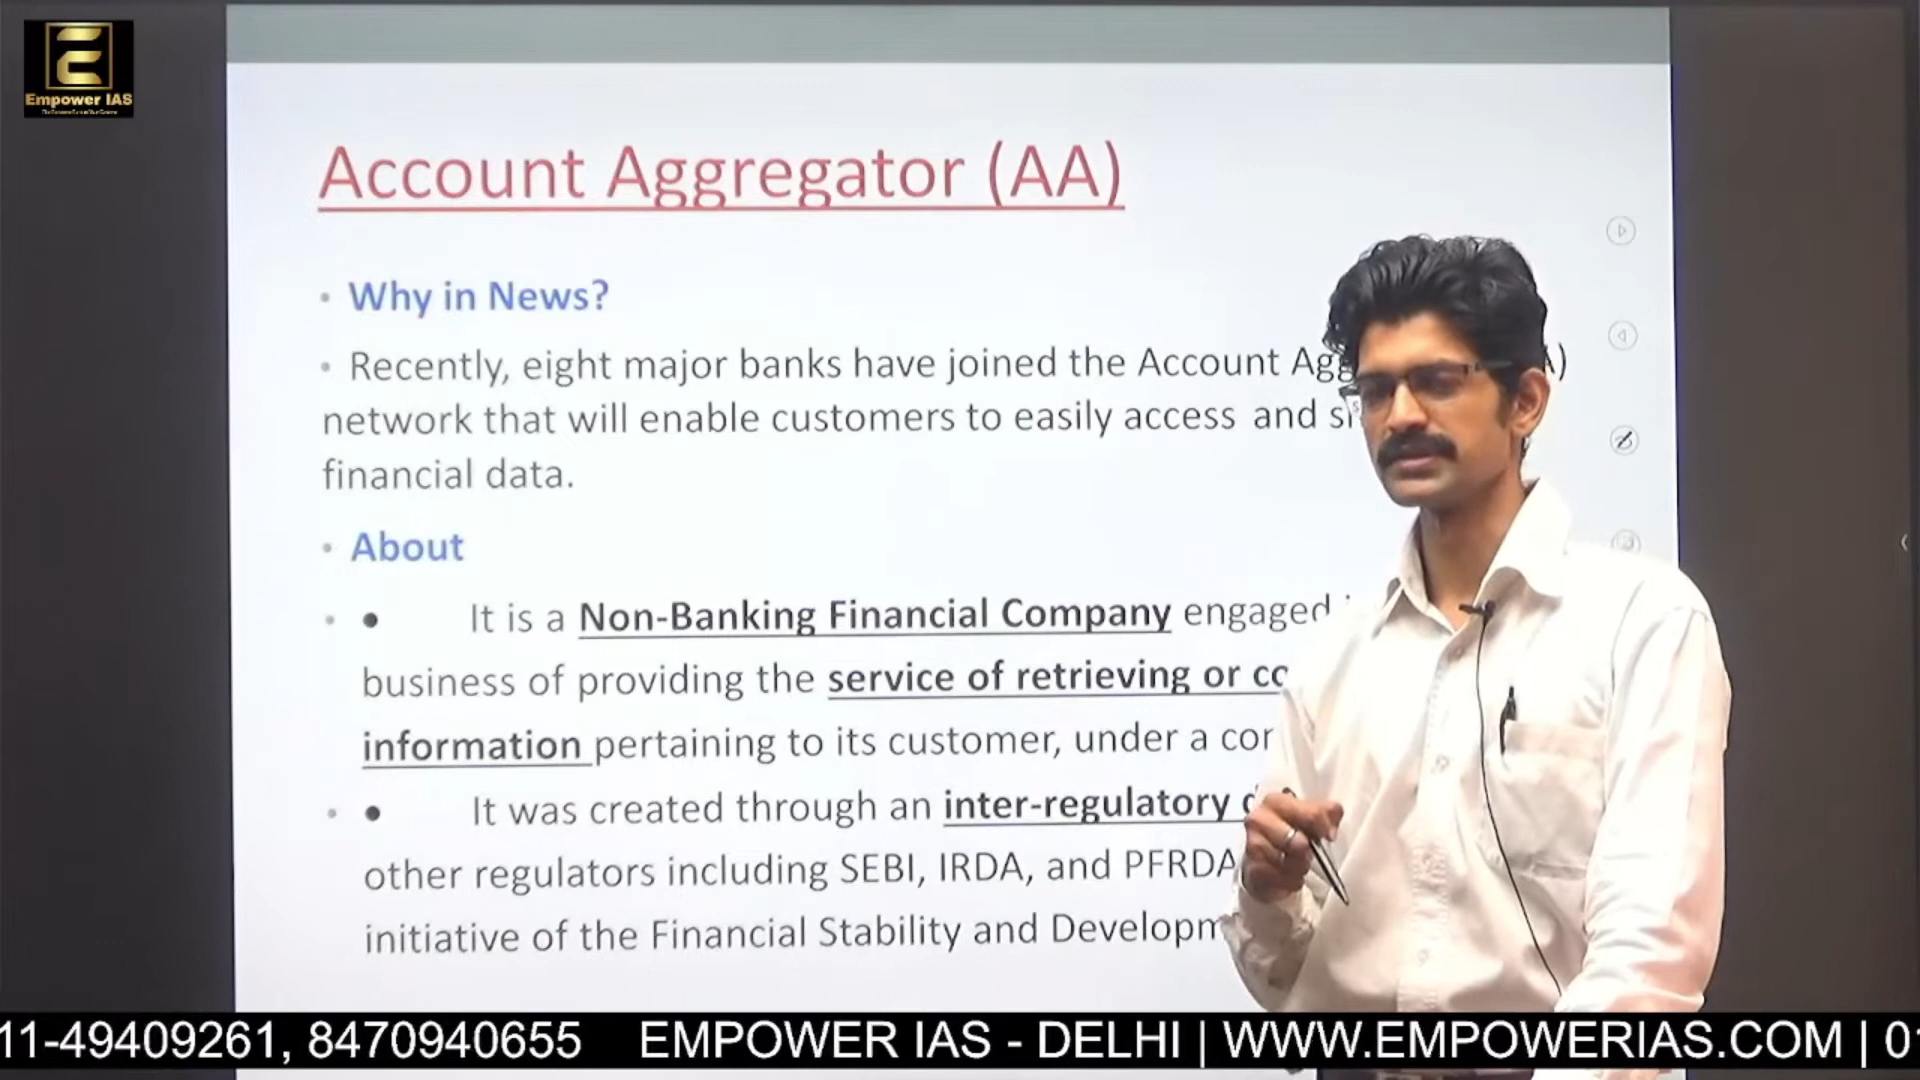 Empower IAS
Account Aggregator (AA)
Why in News?
Recently, eight major banks have joined the Account Agg A)
network that will enable customers to easily access and s
financial data.
About
It is a Non-Banking Financial Company engaged
business of providing the service of retrieving or co
information pertaining to its customer, under a cor
It was created through an inter-regulatory
other regulators including SEBI, IRDA, and PFRDA
initiative of the Financial Stability and Developm
11-49409261, 8470940655 EMPOWER IAS - DELHI | WWW.EMPOWERIAS.COM | 01